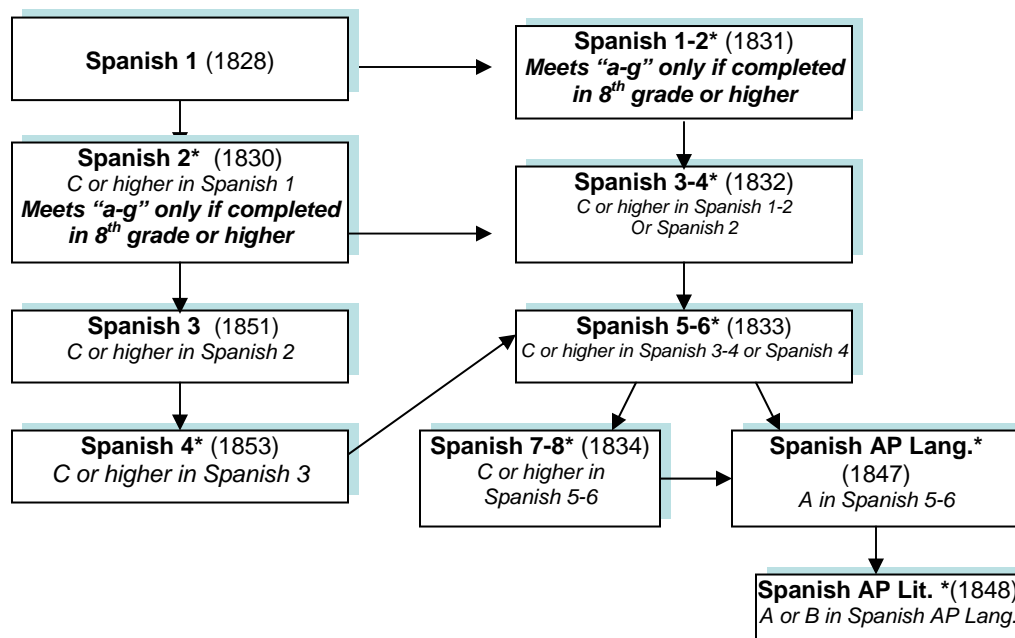 Spanish 1 (1828)
Spanish 1-2* (1831)
Meets “a-g” only if completed
in 8th grade or higher
Spanish 2* (1830)
C or higher in Spanish 1
Meets “a-g” only if completed
in 8th grade or higher
Spanish 3-4* (1832)
C or higher in Spanish 1-2
Or Spanish 2
Spanish 3 (1851)
C or higher in Spanish 2
Spanish 5-6* (1833)
C or higher in Spanish 3-4 or Spanish 4
Spanish 4* (1853)
C or higher in Spanish 3
Spanish 7-8* (1834)
C or higher in
Spanish 5-6
Spanish AP Lang.*
(1847)
A in Spanish 5-6
Spanish AP Lit. *(1848)
A or B in Spanish AP Lang.